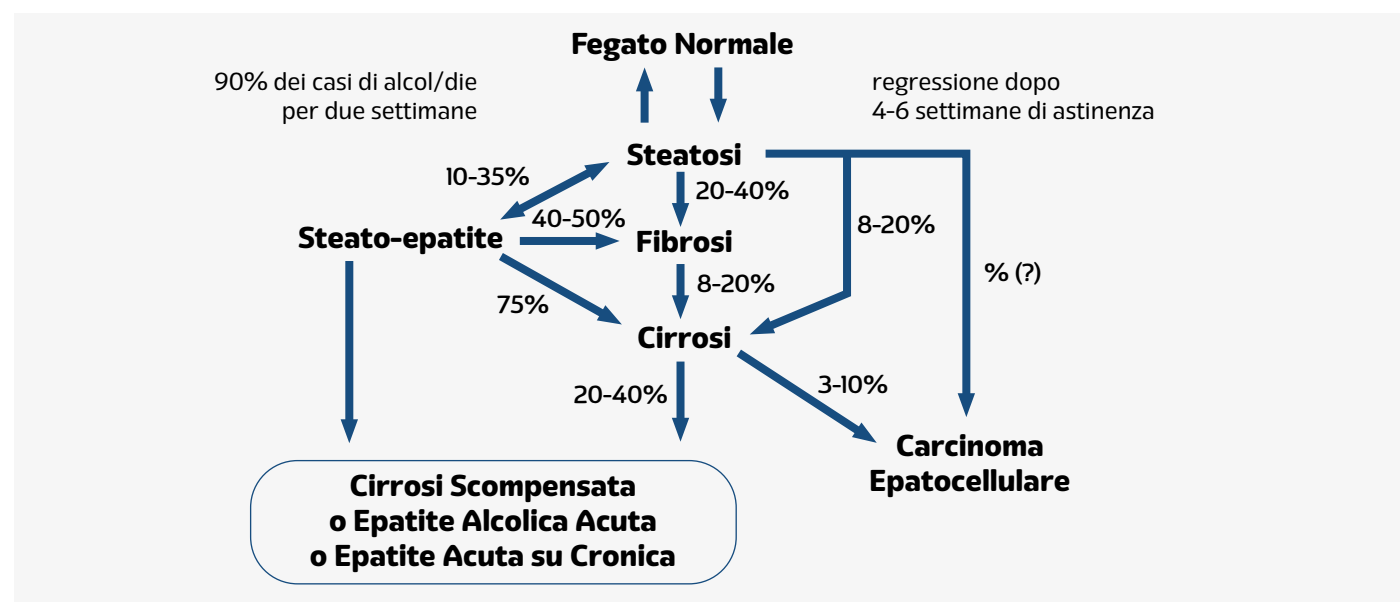 Fegato Normale
90% dei casi di alcol/die
per due settimane
regressione dopo
4-6 settimane di astinenza
Steatosi
10-35%
20-40%
40-50%
8-20%
Steato-epatite
Fibrosi
% (?)
8-20%
75%
Cirrosi
3-10%
20-40%
Carcinoma
Epatocellulare
Cirrosi Scompensata
o Epatite Alcolica Acuta
o Epatite Acuta su Cronica